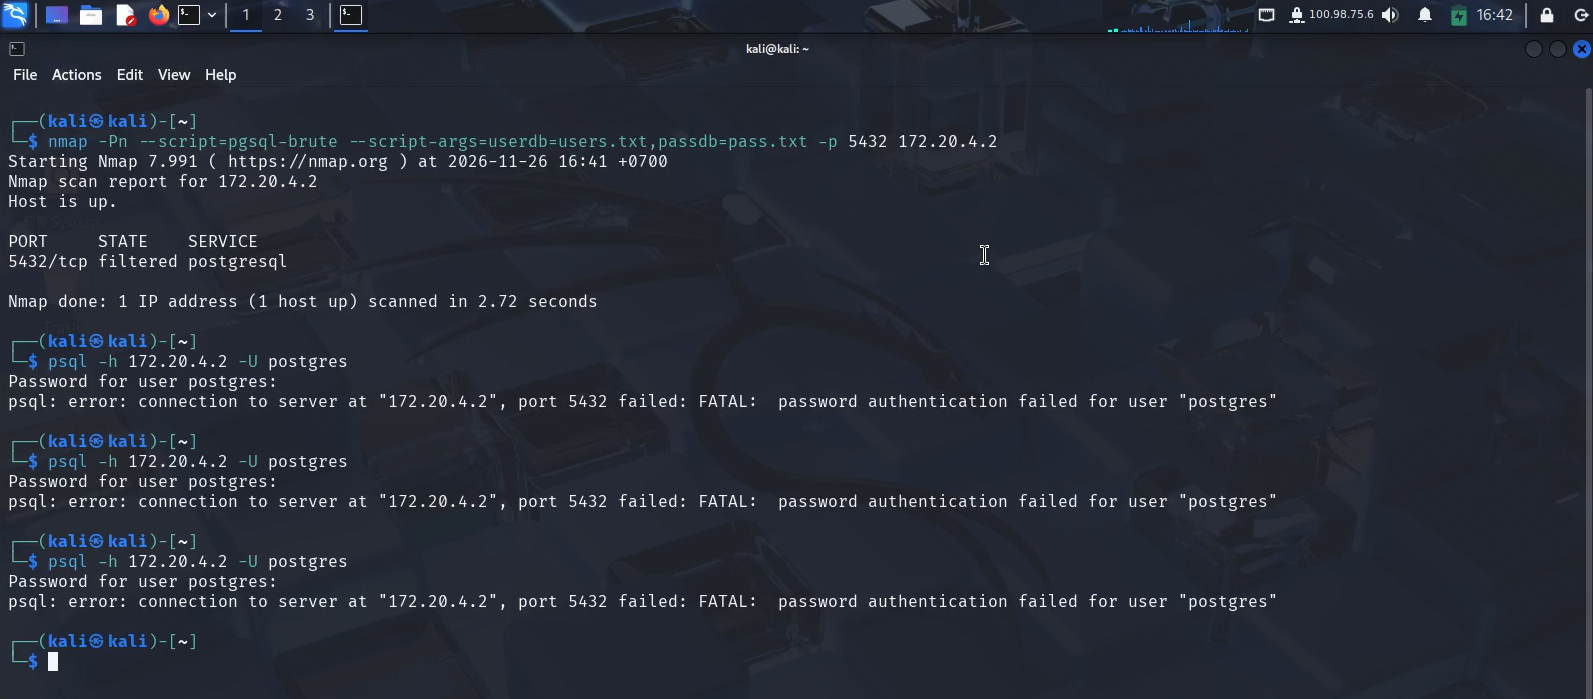 1 2 3 100.98.75.6 16:42
kali@kali: ~
File Actions Edit View Help
┌──(kali㉿kali)-[~]
└─$ nmap -Pn --script=pgsql-brute --script-args=userdb=users.txt,passdb=pass.txt -p 5432 172.20.4.2
Starting Nmap 7.991 ( https://nmap.org ) at 2026-11-26 16:41 +0700
Nmap scan report for 172.20.4.2
Host is up.
PORT     STATE    SERVICE
5432/tcp filtered postgresql
Nmap done: 1 IP address (1 host up) scanned in 2.72 seconds
┌──(kali㉿kali)-[~]
└─$ psql -h 172.20.4.2 -U postgres
Password for user postgres:
psql: error: connection to server at "172.20.4.2", port 5432 failed: FATAL:  password authentication failed for user "postgres"
┌──(kali㉿kali)-[~]
└─$ psql -h 172.20.4.2 -U postgres
Password for user postgres:
psql: error: connection to server at "172.20.4.2", port 5432 failed: FATAL:  password authentication failed for user "postgres"
┌──(kali㉿kali)-[~]
└─$ psql -h 172.20.4.2 -U postgres
Password for user postgres:
psql: error: connection to server at "172.20.4.2", port 5432 failed: FATAL:  password authentication failed for user "postgres"
┌──(kali㉿kali)-[~]
└─$